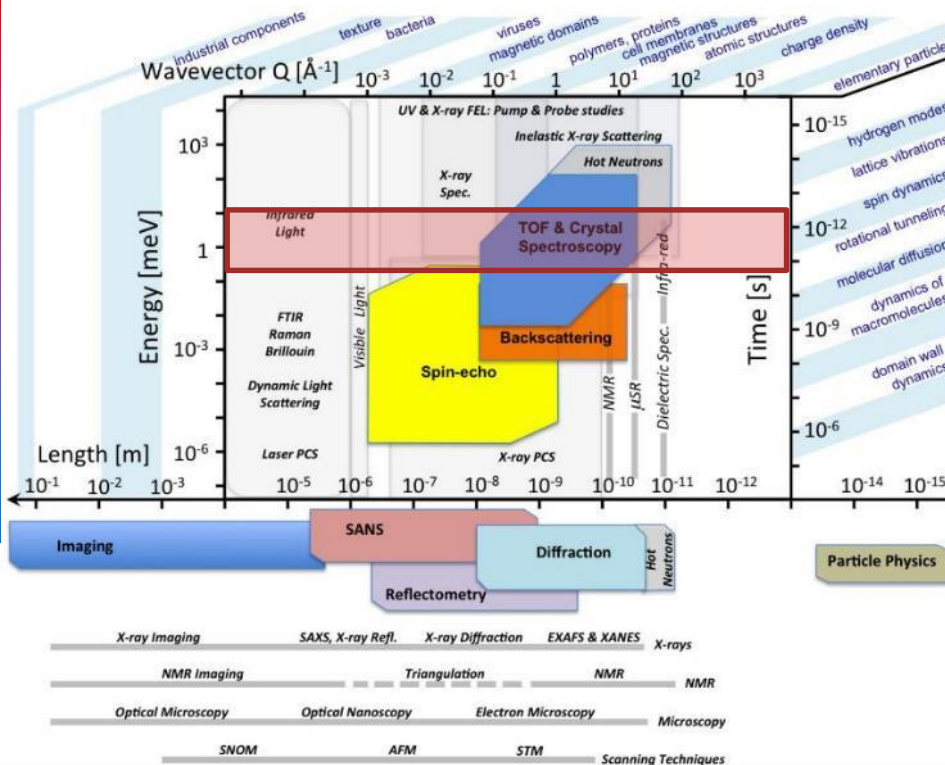 industrial components
texture
bacteria
viruses
magnetic domains
polymers, proteins
cell membranes
magnetic structures
atomic structures
charge density
elementary particle
Wavevector Q [Å⁻¹]
10⁻³ 10⁻² 10⁻¹ 1 10¹ 10² 10³
UV & X-ray FEL: Pump & Probe studies
Inelastic X-ray Scattering
Hot Neutrons
X-ray
Spec.
Infrared
Light
TOF & Crystal
Spectroscopy
Infra-red
Visible Light
FTIR
Raman
Brillouin
Dynamic Light
Scattering
Laser PCS
Spin-echo
Backscattering
X-ray PCS
NMR
µSR
Dielectric Spec.
Energy [meV]
10³
1
10⁻³
10⁻⁶
Time [s]
10⁻¹⁵
10⁻¹²
10⁻⁹
10⁻⁶
hydrogen modes
lattice vibrations
spin dynamics
rotational tunneling
molecular diffusion
dynamics of
macromolecules
domain wall
dynamics
Length [m]
10⁻¹ 10⁻² 10⁻³ 10⁻⁵ 10⁻⁶ 10⁻⁷ 10⁻⁸ 10⁻⁹ 10⁻¹⁰ 10⁻¹¹ 10⁻¹² 10⁻¹⁴ 10⁻¹⁵
Imaging
SANS
Diffraction
Hot
Neutrons
Reflectometry
Particle Physics
X-ray Imaging SAXS, X-ray Refl. X-ray Diffraction EXAFS & XANES X-rays
NMR Imaging Triangulation NMR NMR
Optical Microscopy Optical Nanoscopy Electron Microscopy Microscopy
SNOM AFM STM Scanning Techniques